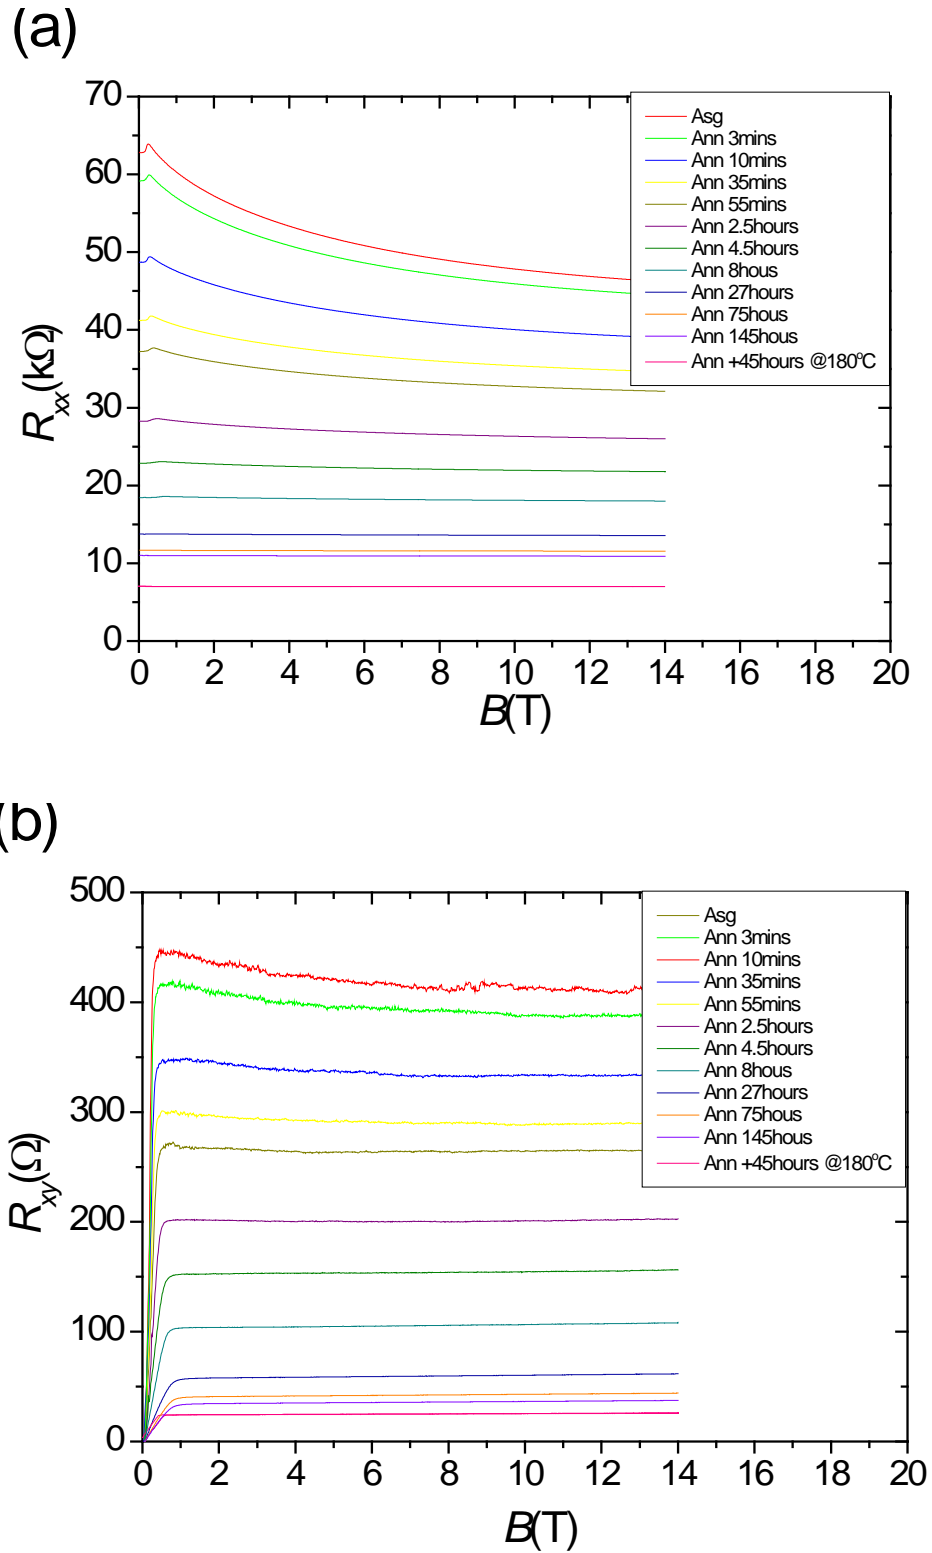 (a)
70
60
50
40
30
20
10
0
R_xx(kΩ)
Asg
Ann 3mins
Ann 10mins
Ann 35mins
Ann 55mins
Ann 2.5hours
Ann 4.5hours
Ann 8hous
Ann 27hours
Ann 75hous
Ann 145hous
Ann +45hours @180°C
0 2 4 6 8 10 12 14 16 18 20
B(T)
(b)
500
400
300
200
100
0
R_xy(Ω)
Asg
Ann 3mins
Ann 10mins
Ann 35mins
Ann 55mins
Ann 2.5hours
Ann 4.5hours
Ann 8hous
Ann 27hours
Ann 75hous
Ann 145hous
Ann +45hours @180°C
0 2 4 6 8 10 12 14 16 18 20
B(T)